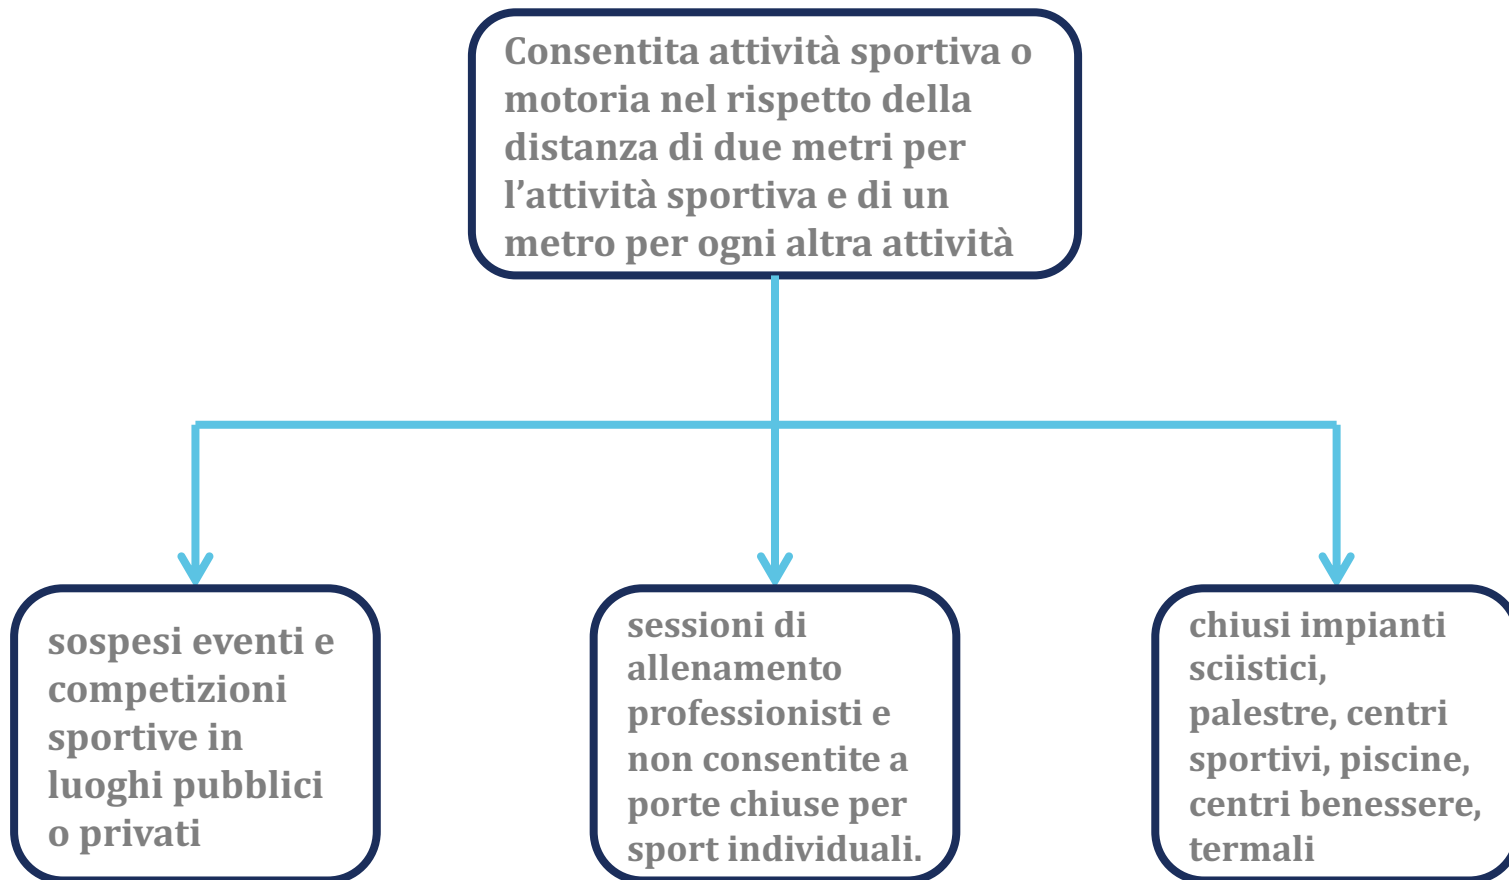 Consentita attività sportiva o
motoria nel rispetto della
distanza di due metri per
l’attività sportiva e di un
metro per ogni altra attività
sospesi eventi e
competizioni
sportive in
luoghi pubblici
o privati
sessioni di
allenamento
professionisti e
non consentite a
porte chiuse per
sport individuali.
chiusi impianti
sciistici,
palestre, centri
sportivi, piscine,
centri benessere,
termali